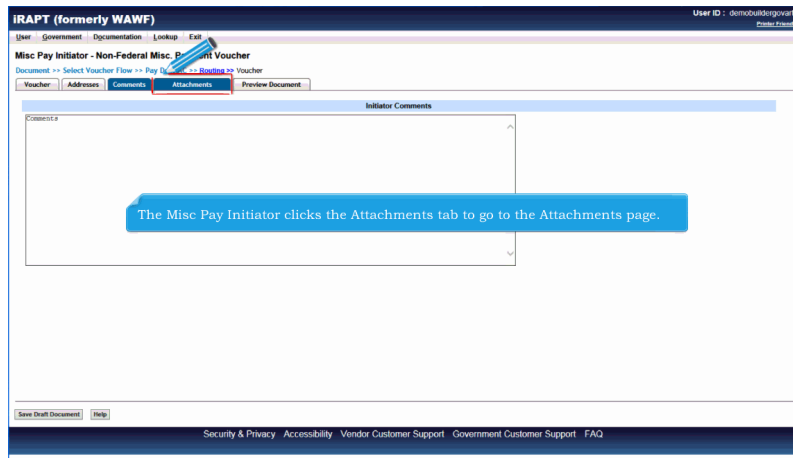 iRAPT (formerly WAWF)
User ID : demobuildergovart
Printer Friend
User Government Documentation Lookup Exit
Misc Pay Initiator - Non-Federal Misc. Payment Voucher
Document >> Select Voucher Flow >> Pay >> Routing >> Voucher
Voucher Addresses Comments Attachments Preview Document
Initiator Comments
Comments
The Misc Pay Initiator clicks the Attachments tab to go to the Attachments page.
Save Draft Document Help
Security & Privacy Accessibility Vendor Customer Support Government Customer Support FAQ